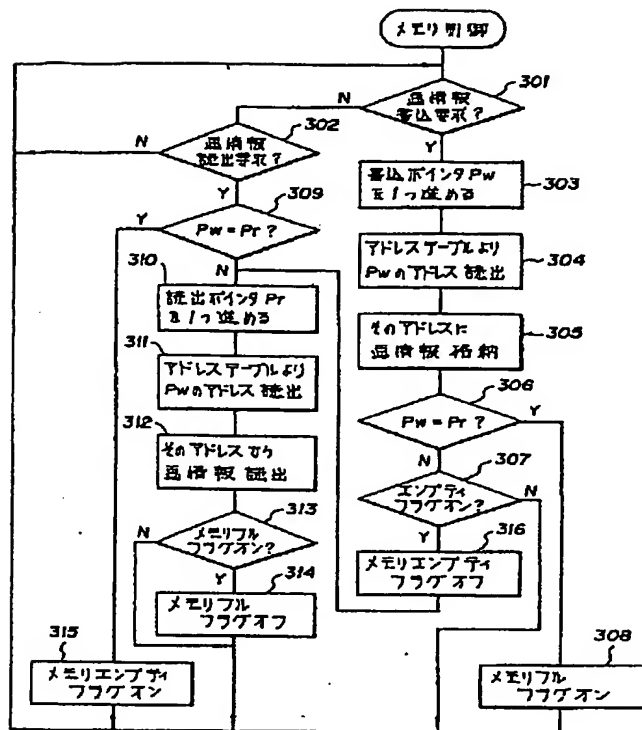 メモリ制御
301
画情報
書込要求?
N
Y
302
画情報
読出要求?
N
Y
書込ポインタPw
を1つ進める
303
309
Pw = Pr ?
Y
N
アドレステーブルより
Pwのアドレス読出
304
310
読出ポインタPr
を1つ進める
そのアドレスに
画情報格納
305
311
アドレステーブルより
Pwのアドレス読出
306
Pw = Pr ?
Y
N
312
そのアドレスから
画情報読出
307
エンプティ
フラグオン?
N
Y
313
メモリフル
フラグオン?
N
Y
316
メモリエンプティ
フラグオフ
314
メモリフル
フラグオフ
315
メモリエンプティ
フラグオン
308
メモリフル
フラグオン